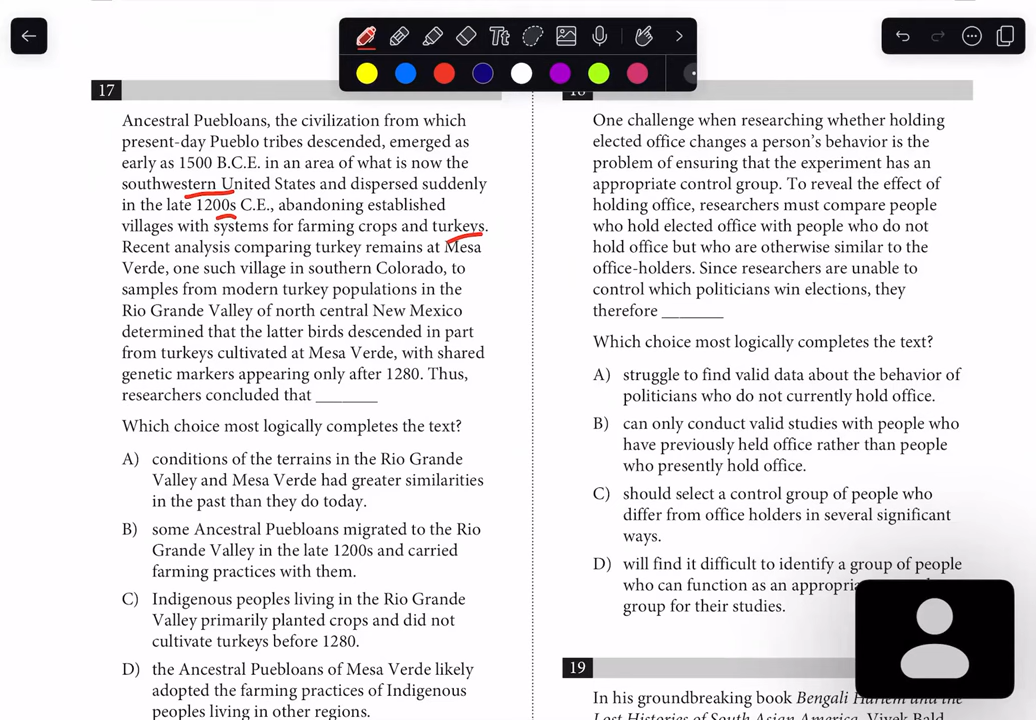 Tt
17
Ancestral Puebloans, the civilization from which
present-day Pueblo tribes descended, emerged as
early as 1500 B.C.E. in an area of what is now the
southwestern United States and dispersed suddenly
in the late 1200s C.E., abandoning established
villages with systems for farming crops and turkeys.
Recent analysis comparing turkey remains at Mesa
Verde, one such village in southern Colorado, to
samples from modern turkey populations in the
Rio Grande Valley of north central New Mexico
determined that the latter birds descended in part
from turkeys cultivated at Mesa Verde, with shared
genetic markers appearing only after 1280. Thus,
researchers concluded that _______
Which choice most logically completes the text?
A) conditions of the terrains in the Rio Grande
Valley and Mesa Verde had greater similarities
in the past than they do today.
B) some Ancestral Puebloans migrated to the Rio
Grande Valley in the late 1200s and carried
farming practices with them.
C) Indigenous peoples living in the Rio Grande
Valley primarily planted crops and did not
cultivate turkeys before 1280.
D) the Ancestral Puebloans of Mesa Verde likely
adopted the farming practices of Indigenous
peoples living in other regions.
One challenge when researching whether holding
elected office changes a person's behavior is the
problem of ensuring that the experiment has an
appropriate control group. To reveal the effect of
holding office, researchers must compare people
who hold elected office with people who do not
hold office but who are otherwise similar to the
office-holders. Since researchers are unable to
control which politicians win elections, they
therefore _______
Which choice most logically completes the text?
A) struggle to find valid data about the behavior of
politicians who do not currently hold office.
B) can only conduct valid studies with people who
have previously held office rather than people
who presently hold office.
C) should select a control group of people who
differ from office holders in several significant
ways.
D) will find it difficult to identify a group of people
who can function as an
group for their studies.
19
In his groundbreaking book Bengali Harlem and the
Lost Histories of South Asian America, Vivek Bald